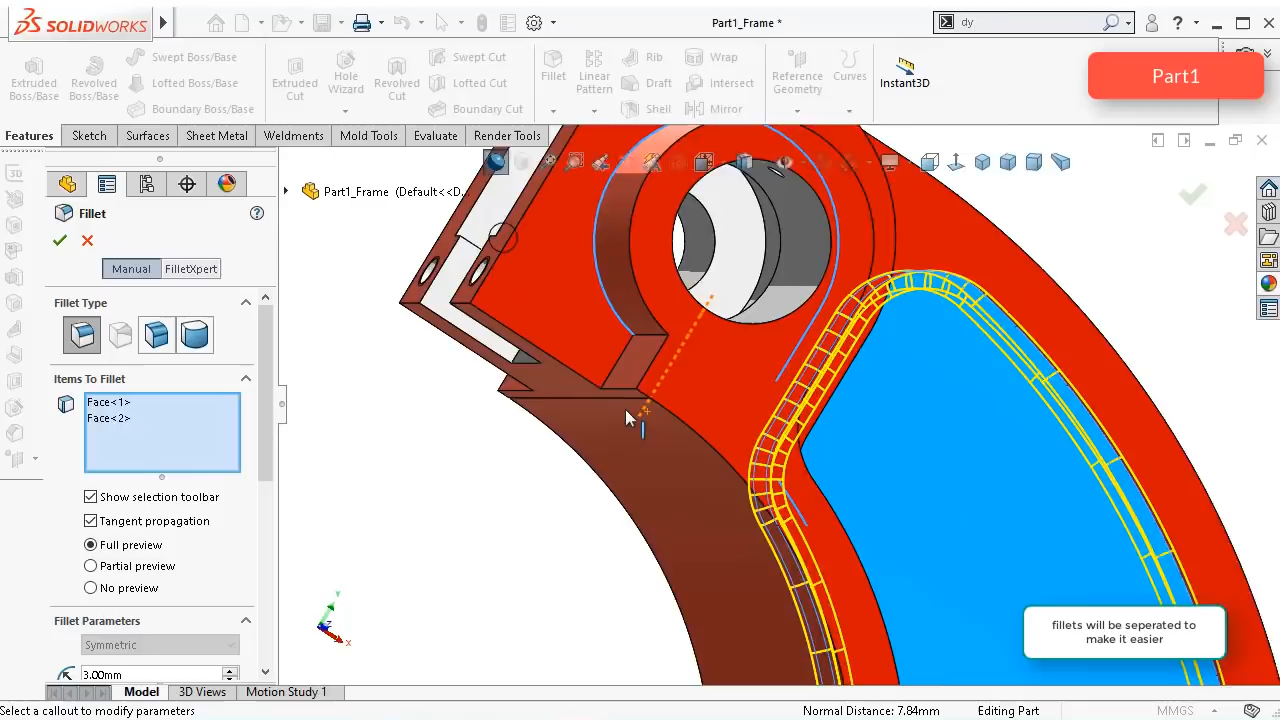 SOLIDWORKS
Part1_Frame *
dy
?
Extruded Boss/Base
Revolved Boss/Base
Swept Boss/Base
Lofted Boss/Base
Boundary Boss/Base
Extruded Cut
Hole Wizard
Revolved Cut
Swept Cut
Lofted Cut
Boundary Cut
Fillet
Linear Pattern
Rib
Draft
Shell
Wrap
Intersect
Mirror
Reference Geometry
Curves
Instant3D
Part1
Features
Sketch
Surfaces
Sheet Metal
Weldments
Mold Tools
Evaluate
Render Tools
3D
Part1_Frame (Default<<D...
Fillet
?
Manual
FilletXpert
Fillet Type
Items To Fillet
Face<1>
Face<2>
Show selection toolbar
Tangent propagation
Full preview
Partial preview
No preview
Fillet Parameters
Symmetric
3.00mm
Y
Z
X
fillets will be seperated to
make it easier
Model
3D Views
Motion Study 1
Select a callout to modify parameters
Normal Distance: 7.84mm
Editing Part
MMGS